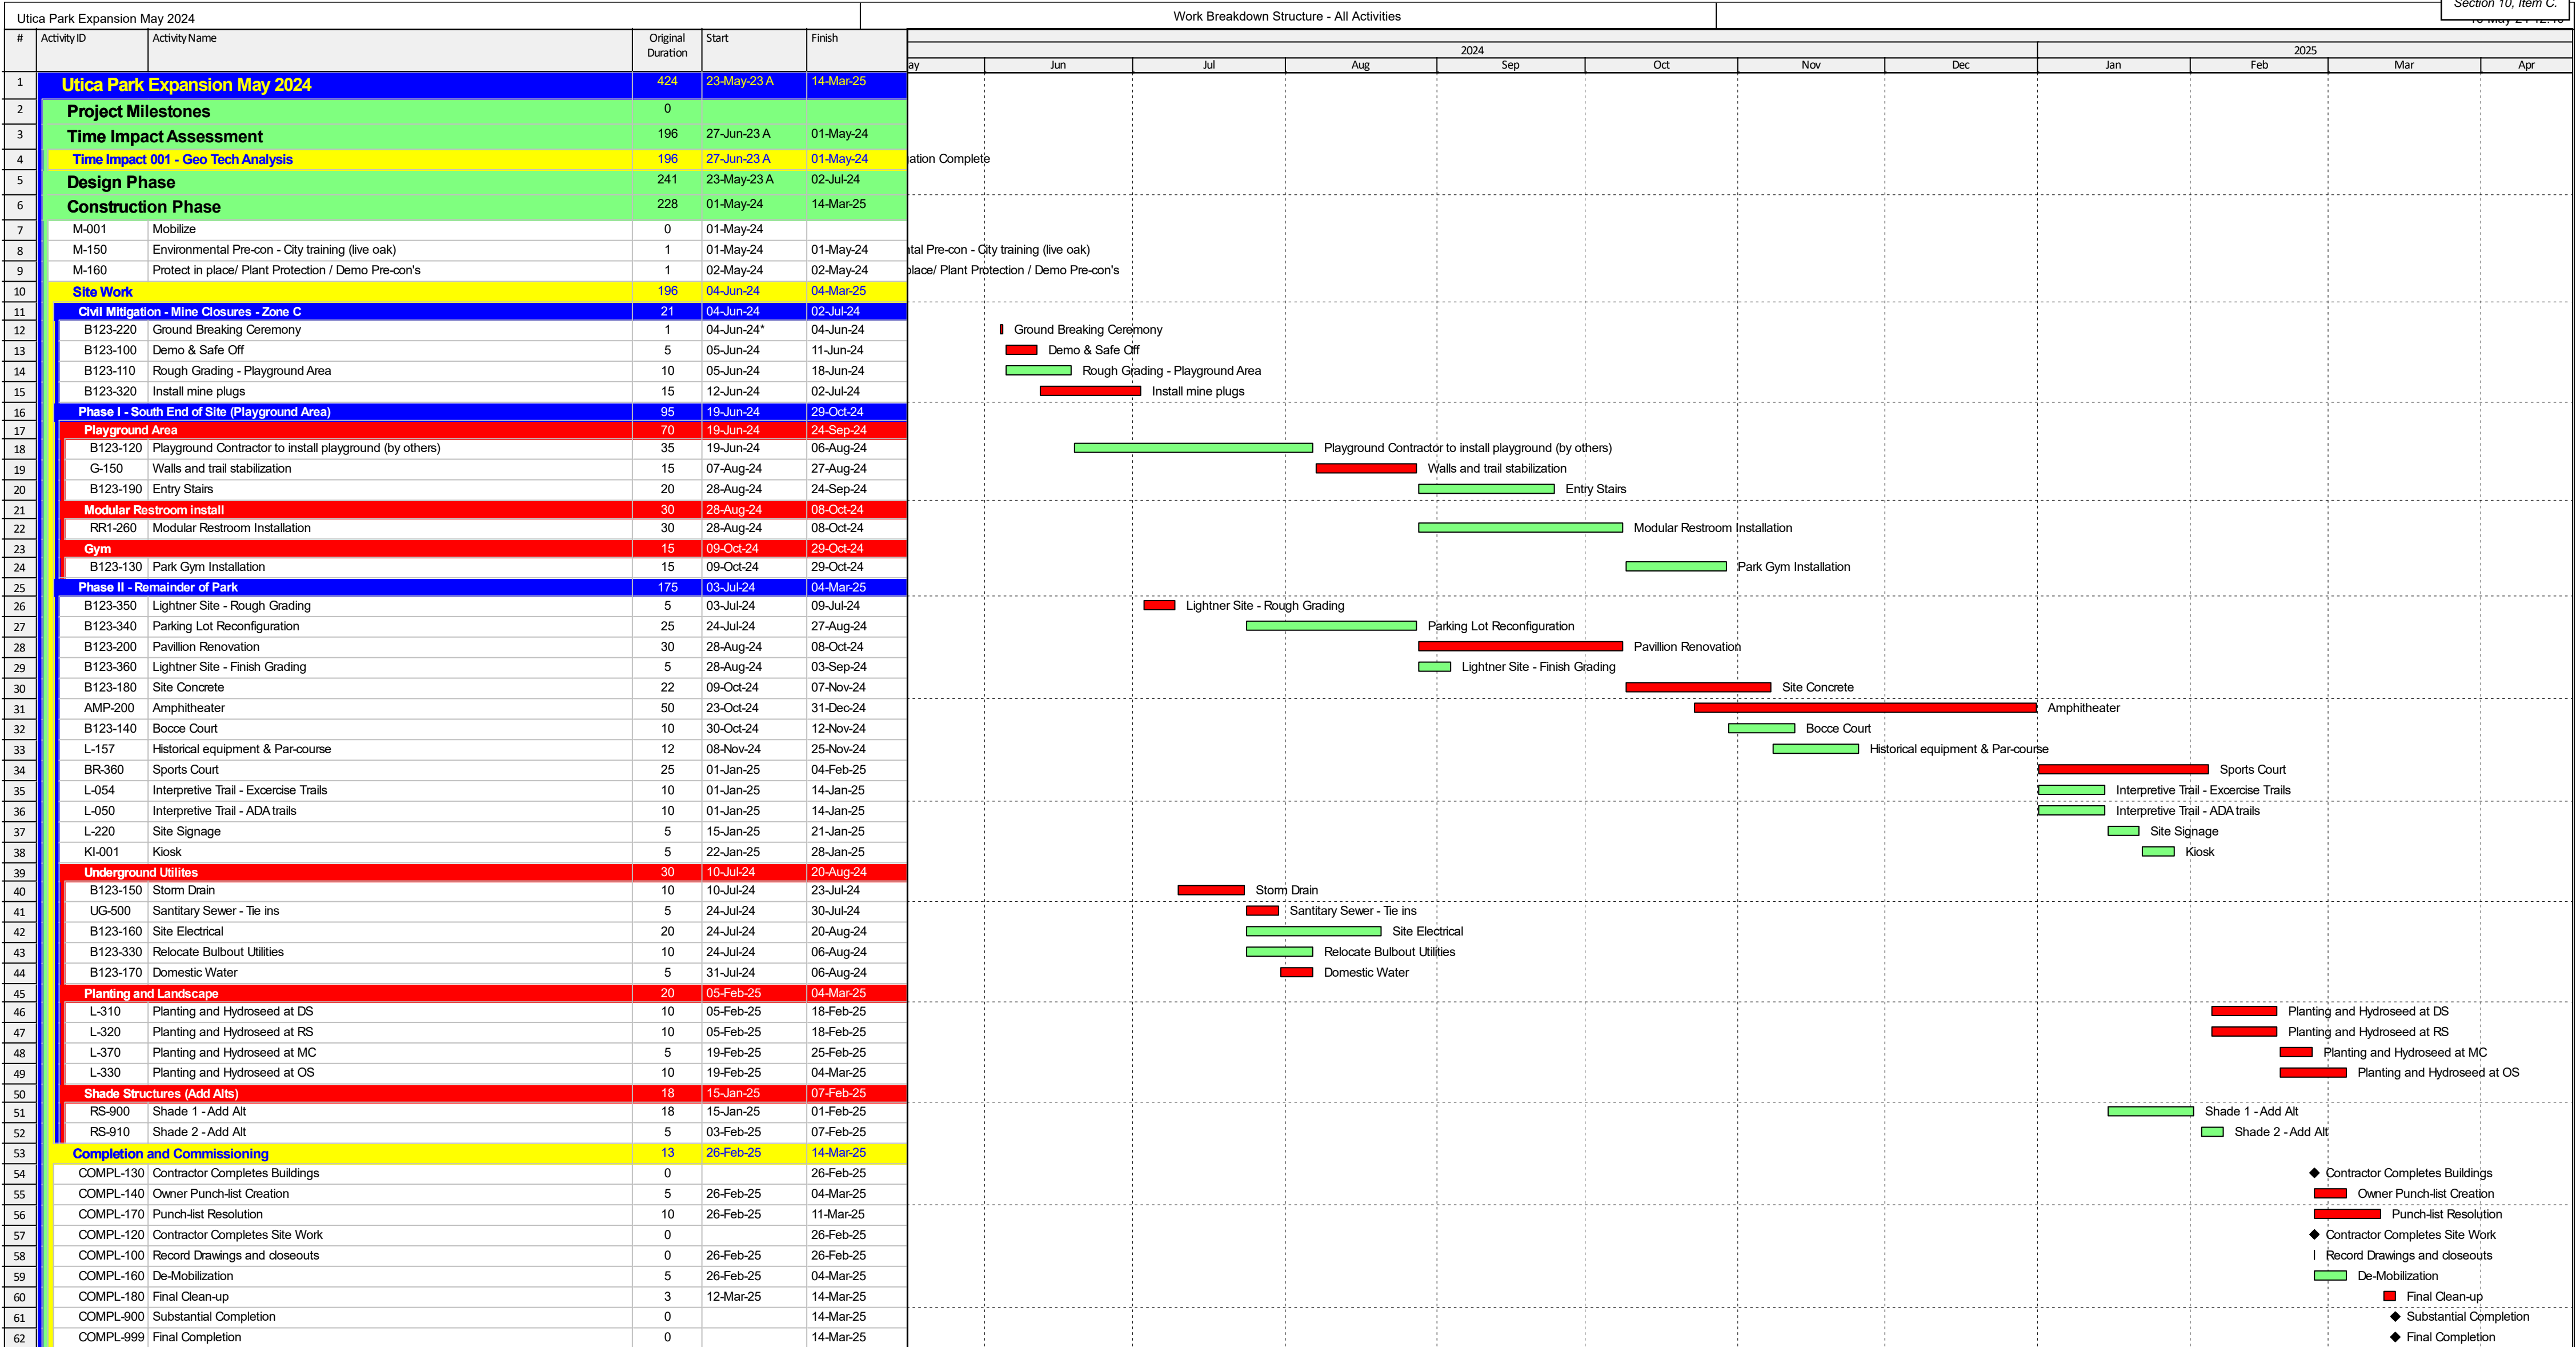 Utica Park Expansion May 2024 Work Breakdown Structure - All Activities Section 10, Item C.
# Activity ID Activity Name Original Duration Start Finish
2024 2025
ay Jun Jul Aug Sep Oct Nov Dec Jan Feb Mar Apr
1 Utica Park Expansion May 2024 424 23-May-23 A 14-Mar-25
2 Project Milestones 0
3 Time Impact Assessment 196 27-Jun-23 A 01-May-24
4 Time Impact 001 - Geo Tech Analysis 196 27-Jun-23 A 01-May-24 ation Complete
5 Design Phase 241 23-May-23 A 02-Jul-24
6 Construction Phase 228 01-May-24 14-Mar-25
7 M-001 Mobilize 0 01-May-24
8 M-150 Environmental Pre-con - City training (live oak) 1 01-May-24 01-May-24 ntal Pre-con - City training (live oak)
9 M-160 Protect in place/ Plant Protection / Demo Pre-con's 1 02-May-24 02-May-24 place/ Plant Protection / Demo Pre-con's
10 Site Work 196 04-Jun-24 04-Mar-25
11 Civil Mitigation - Mine Closures - Zone C 21 04-Jun-24 02-Jul-24
12 B123-220 Ground Breaking Ceremony 1 04-Jun-24* 04-Jun-24 Ground Breaking Ceremony
13 B123-100 Demo & Safe Off 5 05-Jun-24 11-Jun-24 Demo & Safe Off
14 B123-110 Rough Grading - Playground Area 10 05-Jun-24 18-Jun-24 Rough Grading - Playground Area
15 B123-320 Install mine plugs 15 12-Jun-24 02-Jul-24 Install mine plugs
16 Phase I - South End of Site (Playground Area) 95 19-Jun-24 29-Oct-24
17 Playground Area 70 19-Jun-24 24-Sep-24
18 B123-120 Playground Contractor to install playground (by others) 35 19-Jun-24 06-Aug-24 Playground Contractor to install playground (by others)
19 G-150 Walls and trail stabilization 15 07-Aug-24 27-Aug-24 Walls and trail stabilization
20 B123-190 Entry Stairs 20 28-Aug-24 24-Sep-24 Entry Stairs
21 Modular Restroom install 30 28-Aug-24 08-Oct-24
22 RR1-260 Modular Restroom Installation 30 28-Aug-24 08-Oct-24 Modular Restroom Installation
23 Gym 15 09-Oct-24 29-Oct-24
24 B123-130 Park Gym Installation 15 09-Oct-24 29-Oct-24 Park Gym Installation
25 Phase II - Remainder of Park 175 03-Jul-24 04-Mar-25
26 B123-350 Lightner Site - Rough Grading 5 03-Jul-24 09-Jul-24 Lightner Site - Rough Grading
27 B123-340 Parking Lot Reconfiguration 25 24-Jul-24 27-Aug-24 Parking Lot Reconfiguration
28 B123-200 Pavillion Renovation 30 28-Aug-24 08-Oct-24 Pavillion Renovation
29 B123-360 Lightner Site - Finish Grading 5 28-Aug-24 03-Sep-24 Lightner Site - Finish Grading
30 B123-180 Site Concrete 22 09-Oct-24 07-Nov-24 Site Concrete
31 AMP-200 Amphitheater 50 23-Oct-24 31-Dec-24 Amphitheater
32 B123-140 Bocce Court 10 30-Oct-24 12-Nov-24 Bocce Court
33 L-157 Historical equipment & Par-course 12 08-Nov-24 25-Nov-24 Historical equipment & Par-course
34 BR-360 Sports Court 25 01-Jan-25 04-Feb-25 Sports Court
35 L-054 Interpretive Trail - Excercise Trails 10 01-Jan-25 14-Jan-25 Interpretive Trail - Excercise Trails
36 L-050 Interpretive Trail - ADA trails 10 01-Jan-25 14-Jan-25 Interpretive Trail - ADA trails
37 L-220 Site Signage 5 15-Jan-25 21-Jan-25 Site Signage
38 KI-001 Kiosk 5 22-Jan-25 28-Jan-25 Kiosk
39 Underground Utilites 30 10-Jul-24 20-Aug-24
40 B123-150 Storm Drain 10 10-Jul-24 23-Jul-24 Storm Drain
41 UG-500 Santitary Sewer - Tie ins 5 24-Jul-24 30-Jul-24 Santitary Sewer - Tie ins
42 B123-160 Site Electrical 20 24-Jul-24 20-Aug-24 Site Electrical
43 B123-330 Relocate Bulbout Utilities 10 24-Jul-24 06-Aug-24 Relocate Bulbout Utilities
44 B123-170 Domestic Water 5 31-Jul-24 06-Aug-24 Domestic Water
45 Planting and Landscape 20 05-Feb-25 04-Mar-25
46 L-310 Planting and Hydroseed at DS 10 05-Feb-25 18-Feb-25 Planting and Hydroseed at DS
47 L-320 Planting and Hydroseed at RS 10 05-Feb-25 18-Feb-25 Planting and Hydroseed at RS
48 L-370 Planting and Hydroseed at MC 5 19-Feb-25 25-Feb-25 Planting and Hydroseed at MC
49 L-330 Planting and Hydroseed at OS 10 19-Feb-25 04-Mar-25 Planting and Hydroseed at OS
50 Shade Structures (Add Alts) 18 15-Jan-25 07-Feb-25
51 RS-900 Shade 1 - Add Alt 18 15-Jan-25 01-Feb-25 Shade 1 - Add Alt
52 RS-910 Shade 2 - Add Alt 5 03-Feb-25 07-Feb-25 Shade 2 - Add Alt
53 Completion and Commissioning 13 26-Feb-25 14-Mar-25
54 COMPL-130 Contractor Completes Buildings 0 26-Feb-25 Contractor Completes Buildings
55 COMPL-140 Owner Punch-list Creation 5 26-Feb-25 04-Mar-25 Owner Punch-list Creation
56 COMPL-170 Punch-list Resolution 10 26-Feb-25 11-Mar-25 Punch-list Resolution
57 COMPL-120 Contractor Completes Site Work 0 26-Feb-25 Contractor Completes Site Work
58 COMPL-100 Record Drawings and closeouts 0 26-Feb-25 26-Feb-25 Record Drawings and closeouts
59 COMPL-160 De-Mobilization 5 26-Feb-25 04-Mar-25 De-Mobilization
60 COMPL-180 Final Clean-up 3 12-Mar-25 14-Mar-25 Final Clean-up
61 COMPL-900 Substantial Completion 0 14-Mar-25 Substantial Completion
62 COMPL-999 Final Completion 0 14-Mar-25 Final Completion